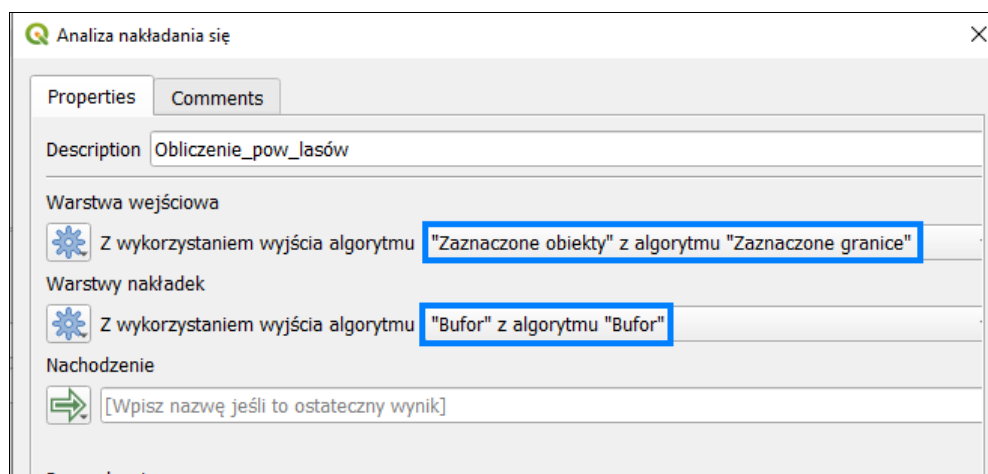 Analiza nakładania się
Properties Comments
Description Obliczenie_pow_lasów
Warstwa wejściowa
Z wykorzystaniem wyjścia algorytmu "Zaznaczone obiekty" z algorytmu "Zaznaczone granice"
Warstwy nakładek
Z wykorzystaniem wyjścia algorytmu "Bufor" z algorytmu "Bufor"
Nachodzenie
[Wpisz nazwę jeśli to ostateczny wynik]